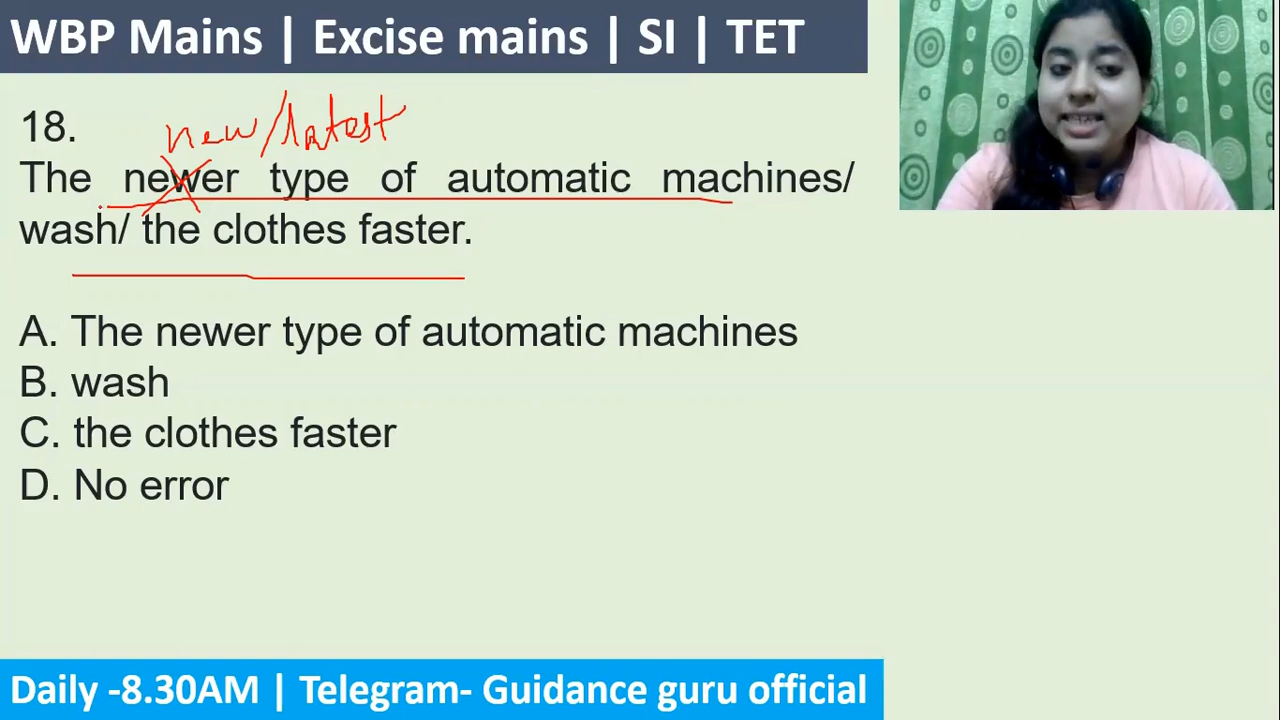 WBP Mains | Excise mains | SI | TET
18.
new/latest
The newer type of automatic machines/
wash/ the clothes faster.
A. The newer type of automatic machines
B. wash
C. the clothes faster
D. No error
Daily -8.30AM | Telegram- Guidance guru official